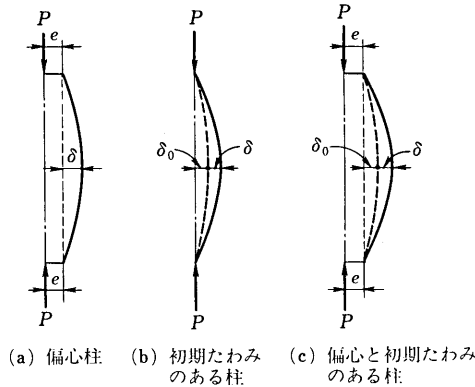 P P P
e e
δ δ₀ δ δ₀ δ
e e
P P P
(a) 偏心柱 (b) 初期たわみ (c) 偏心と初期たわみ
のある柱 のある柱